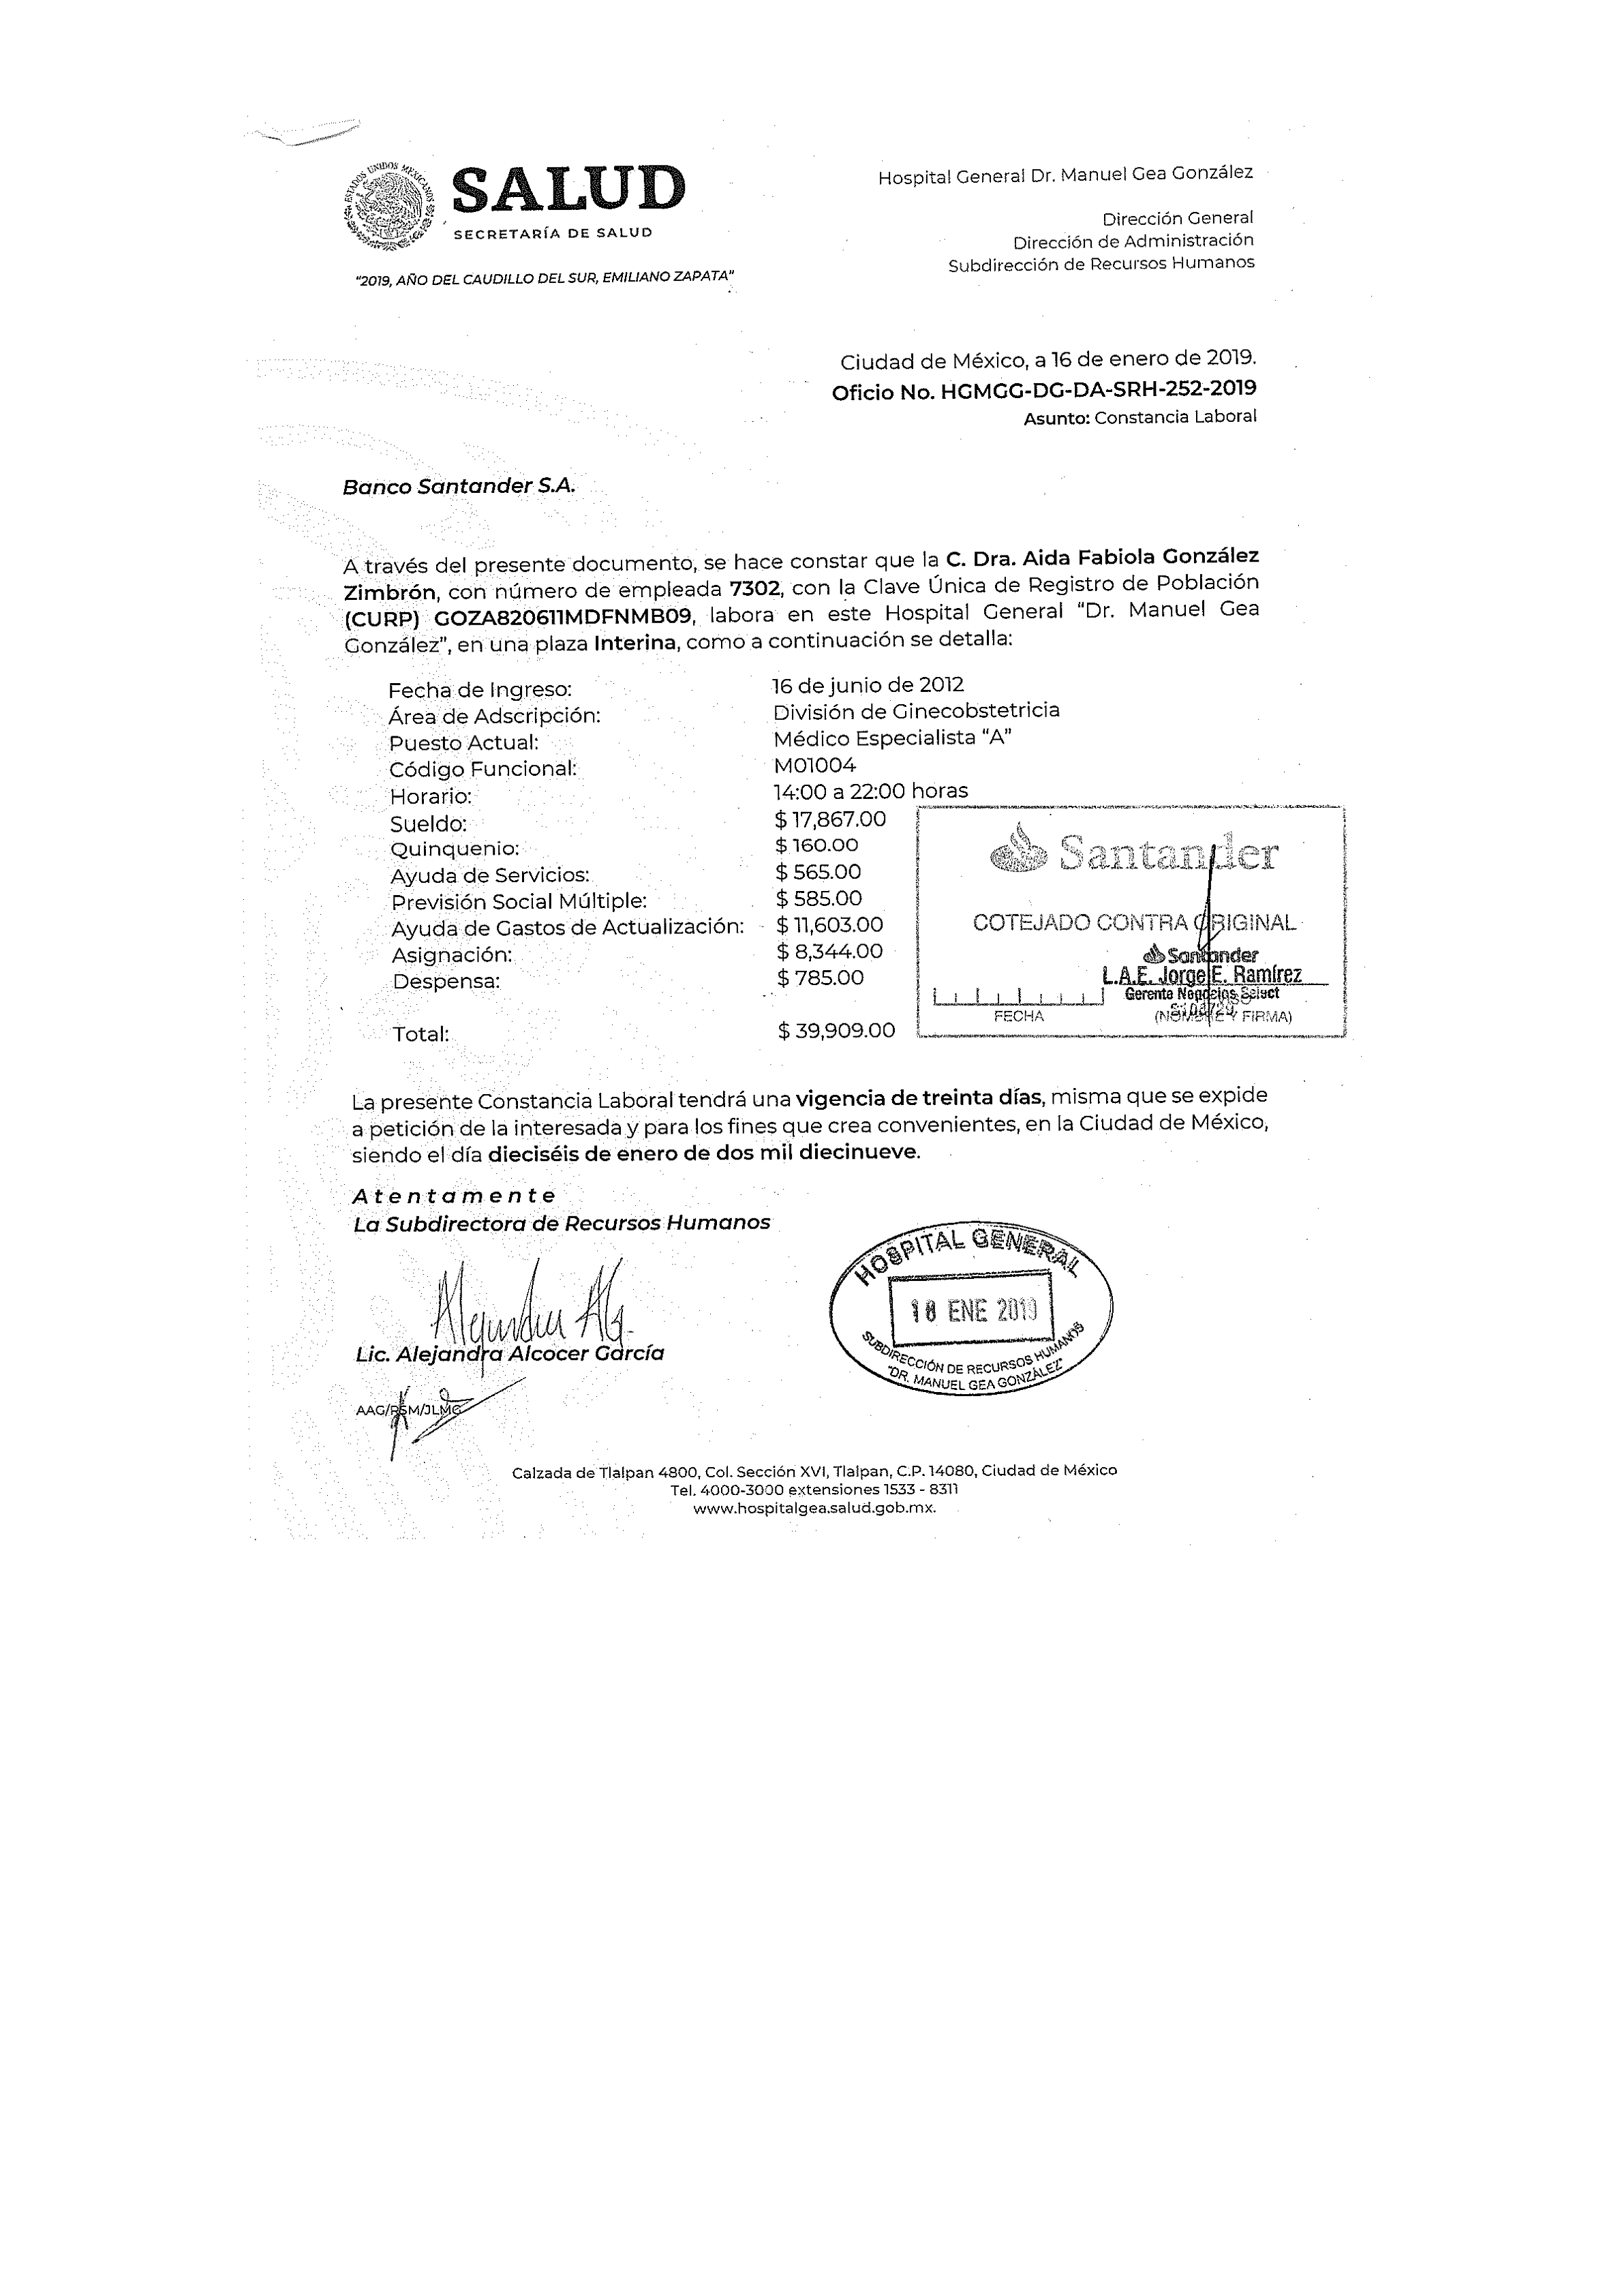 SALUD
SECRETARÍA DE SALUD
"2019, AÑO DEL CAUDILLO DEL SUR, EMILIANO ZAPATA"
ESTADOS UNIDOS MEXICANOS
Hospital General Dr. Manuel Gea González
Dirección General
Dirección de Administración
Subdirección de Recursos Humanos
Ciudad de México, a 16 de enero de 2019.
Oficio No. HGMGG-DG-DA-SRH-252-2019
Asunto: Constancia Laboral
Banco Santander S.A.
A través del presente documento, se hace constar que la C. Dra. Aida Fabiola González
Zimbrón, con número de empleada 7302, con la Clave Única de Registro de Población
(CURP) GOZA820611MDFNMB09, labora en este Hospital General "Dr. Manuel Gea
González", en una plaza Interina, como a continuación se detalla:
Fecha de Ingreso: 16 de junio de 2012
Área de Adscripción: División de Ginecobstetricia
Puesto Actual: Médico Especialista "A"
Código Funcional: M01004
Horario: 14:00 a 22:00 horas
Sueldo: $ 17,867.00
Quinquenio: $ 160.00
Ayuda de Servicios: $ 565.00
Previsión Social Múltiple: $ 585.00
Ayuda de Gastos de Actualización: $ 11,603.00
Asignación: $ 8,344.00
Despensa: $ 785.00
Total: $ 39,909.00
Santander
COTEJADO CONTRA ORIGINAL
Santander
L.A.E. Jorge E. Ramírez
Gerente Negocios Select
FECHA (NOMBRE Y FIRMA)
La presente Constancia Laboral tendrá una vigencia de treinta días, misma que se expide
a petición de la interesada y para los fines que crea convenientes, en la Ciudad de México,
siendo el día dieciséis de enero de dos mil diecinueve.
Atentamente
La Subdirectora de Recursos Humanos
Lic. Alejandra Alcocer García
AAG/RSM/JLMG
HOSPITAL GENERAL
18 ENE 2019
SUBDIRECCIÓN DE RECURSOS HUMANOS
"DR. MANUEL GEA GONZÁLEZ"
Calzada de Tlalpan 4800, Col. Sección XVI, Tlalpan, C.P. 14080, Ciudad de México
Tel. 4000-3000 extensiones 1533 - 8311
www.hospitalgea.salud.gob.mx.